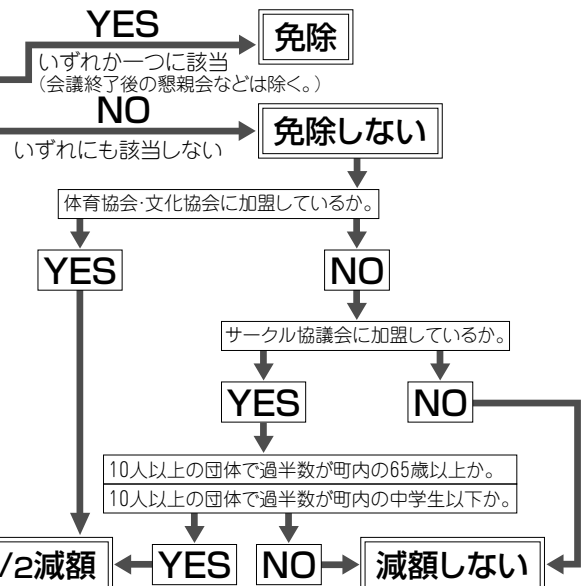 YES
免除
いずれか一つに該当
（会議終了後の懇親会などは除く。）
NO
免除しない
いずれにも該当しない
体育協会・文化協会に加盟しているか。
YES
NO
サークル協議会に加盟しているか。
YES
NO
10人以上の団体で過半数が町内の65歳以上か。
10人以上の団体で過半数が町内の中学生以下か。
/2減額
YES
NO
減額しない